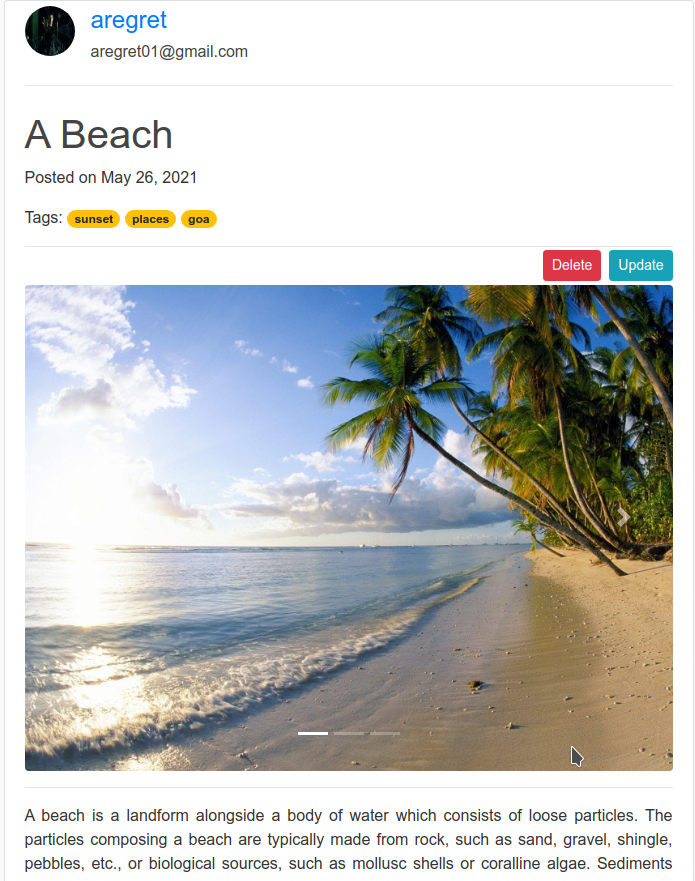 aregret
aregret01@gmail.com
A Beach
Posted on May 26, 2021
Tags: sunset places goa
Delete Update
A beach is a landform alongside a body of water which consists of loose particles. The
particles composing a beach are typically made from rock, such as sand, gravel, shingle,
pebbles, etc., or biological sources, such as mollusc shells or coralline algae. Sediments